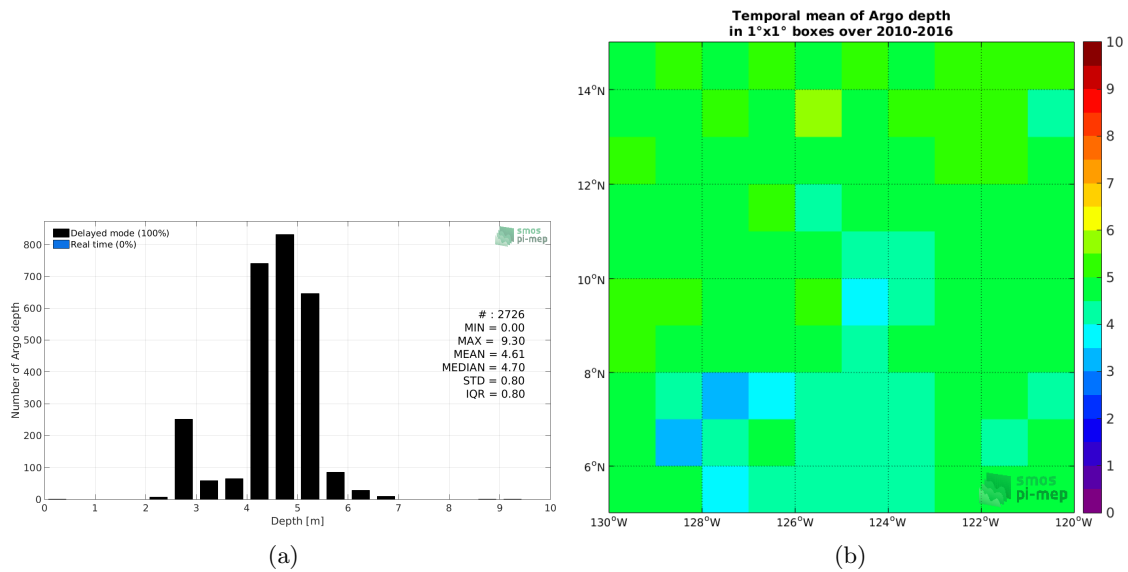 Delayed mode (100%)
Real time (0%)
smos
pi-mep
Number of Argo depth
800
700
600
500
400
300
200
100
0
# : 2726
MIN = 0.00
MAX = 9.30
MEAN = 4.61
MEDIAN = 4.70
STD = 0.80
IQR = 0.80
0 1 2 3 4 5 6 7 8 9 10
Depth [m]
(a)
Temporal mean of Argo depth
in 1°x1° boxes over 2010-2016
14°N
12°N
10°N
8°N
6°N
130°W 128°W 126°W 124°W 122°W 120°W
smos
pi-mep
10
9
8
7
6
5
4
3
2
1
0
(b)